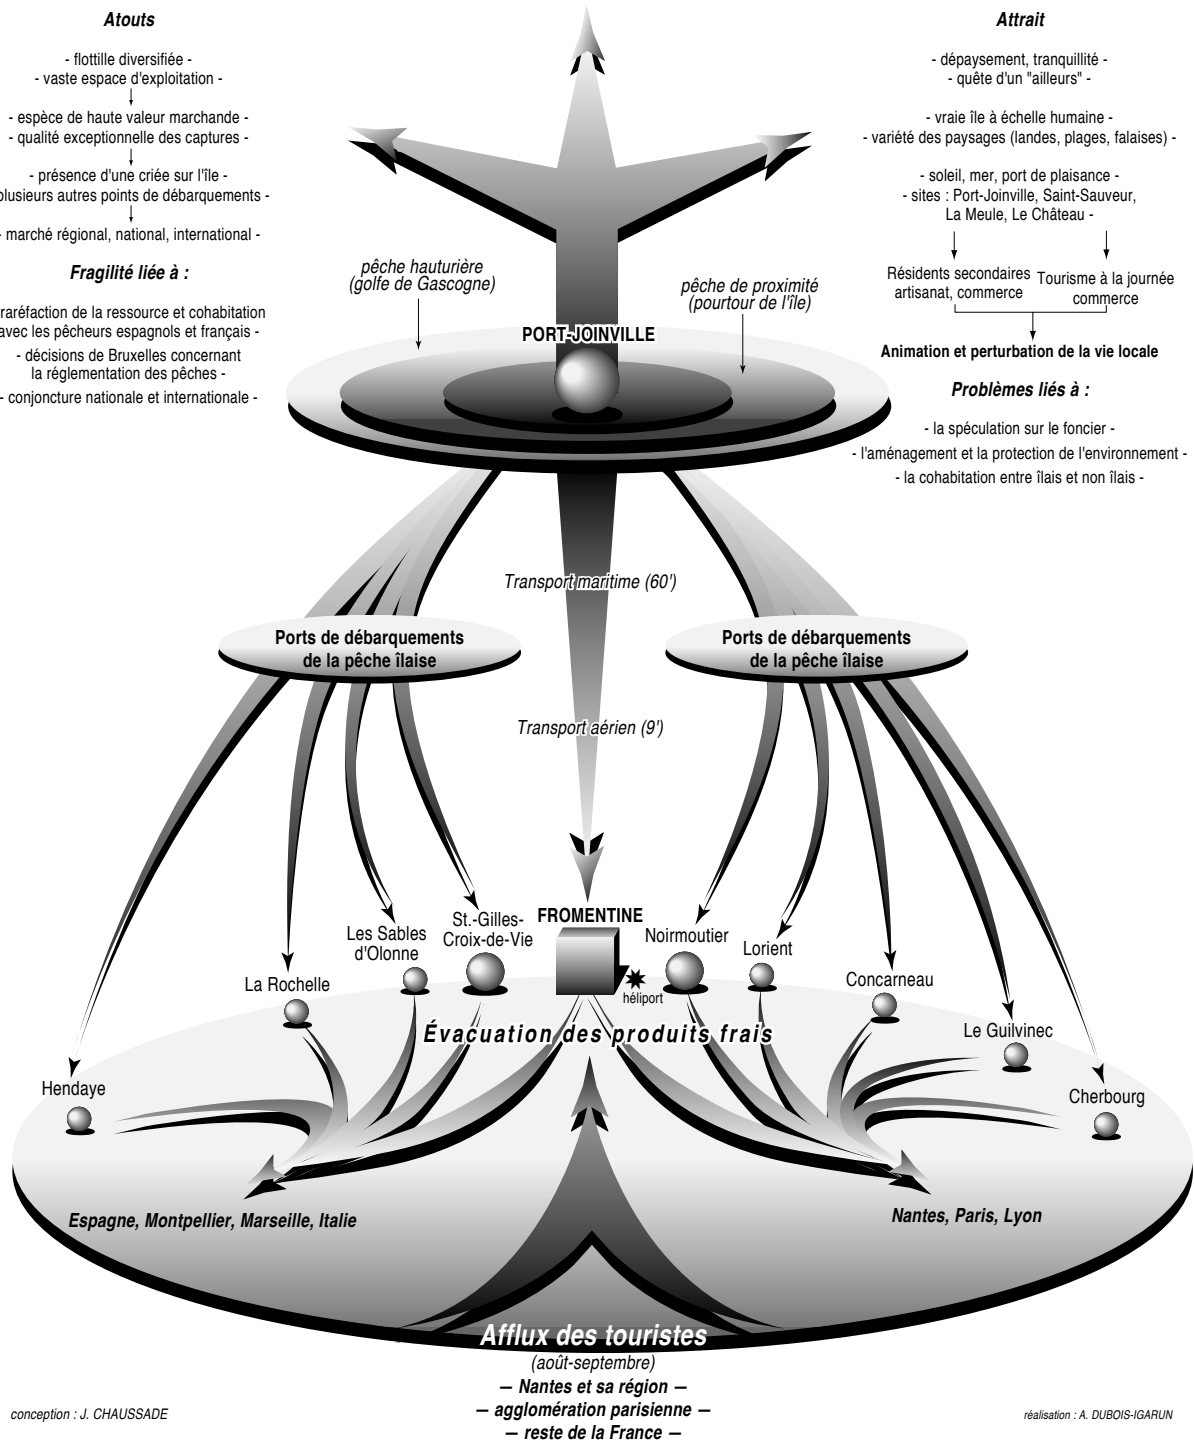 Atouts
- flottille diversifiée -
- vaste espace d'exploitation -
- espèce de haute valeur marchande -
- qualité exceptionnelle des captures -
- présence d'une criée sur l'île -
plusieurs autres points de débarquements -
- marché régional, national, international -
Fragilité liée à :
raréfaction de la ressource et cohabitation
avec les pêcheurs espagnols et français -
- décisions de Bruxelles concernant
la réglementation des pêches -
- conjoncture nationale et internationale -
Attrait
- dépaysement, tranquillité -
- quête d'un "ailleurs" -
- vraie île à échelle humaine -
- variété des paysages (landes, plages, falaises) -
- soleil, mer, port de plaisance -
- sites : Port-Joinville, Saint-Sauveur,
La Meule, Le Château -
Résidents secondaires
artisanat, commerce
Tourisme à la journée
commerce
Animation et perturbation de la vie locale
Problèmes liés à :
- la spéculation sur le foncier -
- l'aménagement et la protection de l'environnement -
- la cohabitation entre îlais et non îlais -
pêche hauturière
(golfe de Gascogne)
pêche de proximité
(pourtour de l'île)
PORT-JOINVILLE
Transport maritime (60')
Ports de débarquements
de la pêche îlaise
Ports de débarquements
de la pêche îlaise
Transport aérien (9')
FROMENTINE
héliport
St.-Gilles-
Croix-de-Vie
Les Sables
d'Olonne
La Rochelle
Hendaye
Noirmoutier
Lorient
Concarneau
Le Guilvinec
Cherbourg
Évacuation des produits frais
Espagne, Montpellier, Marseille, Italie
Nantes, Paris, Lyon
Afflux des touristes
(août-septembre)
— Nantes et sa région —
— agglomération parisienne —
— reste de la France —
conception : J. CHAUSSADE
réalisation : A. DUBOIS-IGARUN